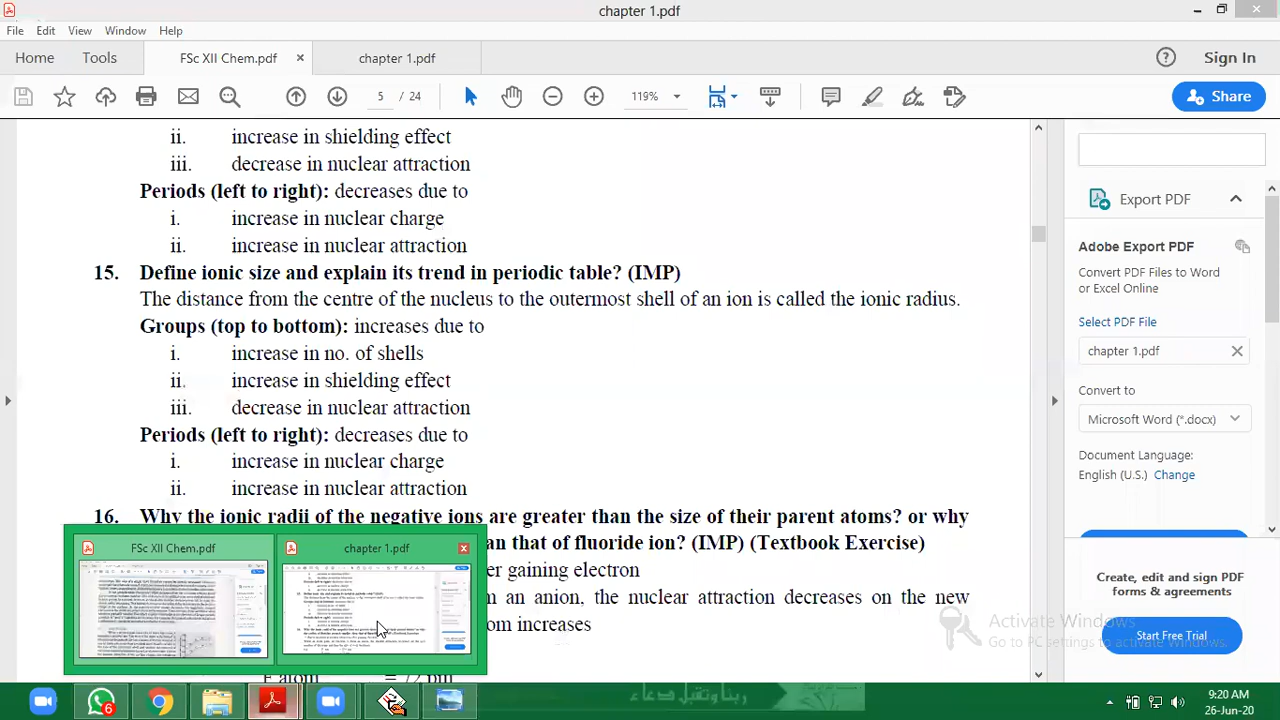 chapter 1.pdf
File Edit View Window Help
Home Tools FSc XII Chem.pdf × chapter 1.pdf ? Sign In
5 / 24 119% Share
ii. increase in shielding effect
iii. decrease in nuclear attraction
Periods (left to right): decreases due to
i. increase in nuclear charge
ii. increase in nuclear attraction
15. Define ionic size and explain its trend in periodic table? (IMP)
The distance from the centre of the nucleus to the outermost shell of an ion is called the ionic radius.
Groups (top to bottom): increases due to
i. increase in no. of shells
ii. increase in shielding effect
iii. decrease in nuclear attraction
Periods (left to right): decreases due to
i. increase in nuclear charge
ii. increase in nuclear attraction
16. Why the ionic radii of the negative ions are greater than the size of their parent atoms? or why
an that of fluoride ion? (IMP) (Textbook Exercise)
er gaining electron
m an anion, the nuclear attraction decreases on the new
om increases
F atom = 72 pm
Export PDF
Adobe Export PDF
Convert PDF Files to Word
or Excel Online
Select PDF File
chapter 1.pdf
Convert to
Microsoft Word (*.docx)
Document Language:
English (U.S.) Change
Create, edit and sign PDF
forms & agreements
Start Free Trial
Activate Windows
Go to PC settings to activate Windows.
FSc XII Chem.pdf
chapter 1.pdf
6
ربنا وتقبل دعاء
9:20 AM
26-Jun-20